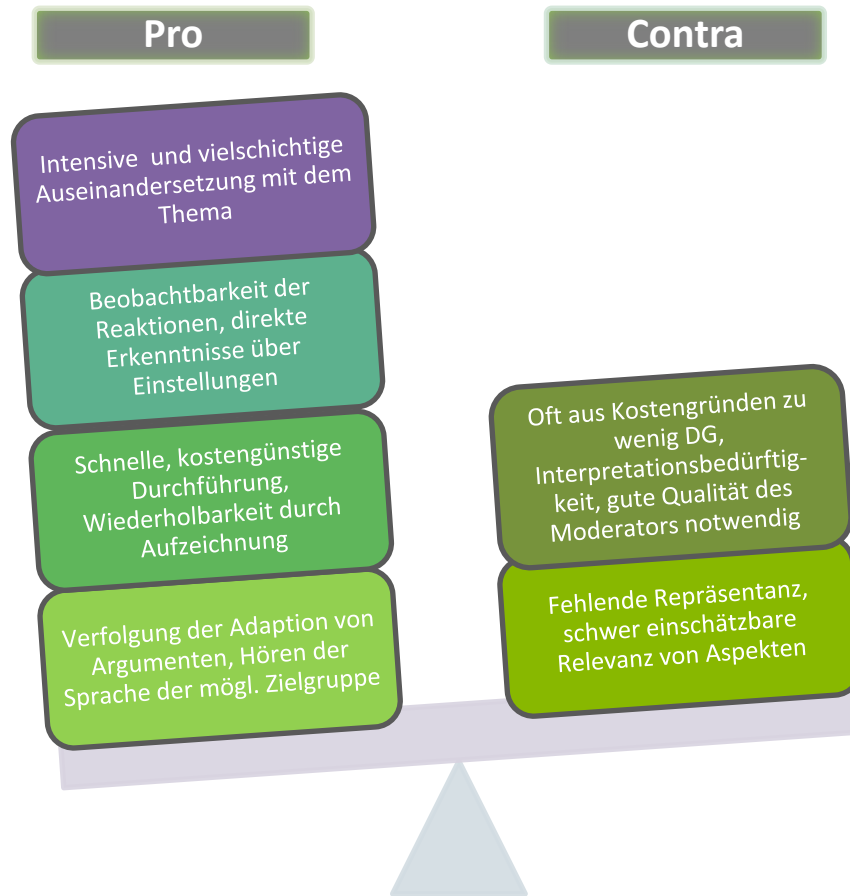 Pro
Contra
Intensive und vielschichtige
Auseinandersetzung mit dem
Thema
Beobachtbarkeit der
Reaktionen, direkte
Erkenntnisse über
Einstellungen
Schnelle, kostengünstige
Durchführung,
Wiederholbarkeit durch
Aufzeichnung
Verfolgung der Adaption von
Argumenten, Hören der
Sprache der mögl. Zielgruppe
Oft aus Kostengründen zu
wenig DG,
Interpretationsbedürftig-
keit, gute Qualität des
Moderators notwendig
Fehlende Repräsentanz,
schwer einschätzbare
Relevanz von Aspekten